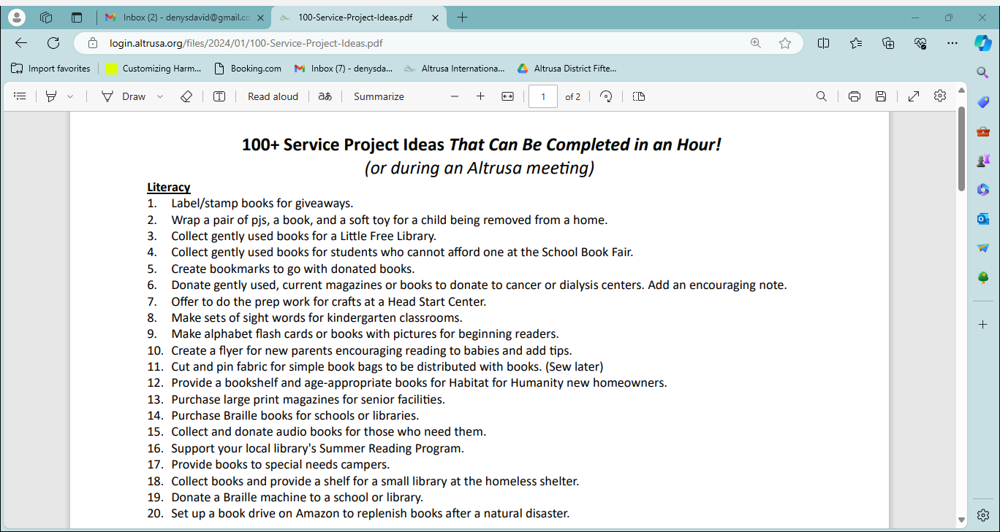 Inbox (2) - denysdavid@gmail.cc
100-Service-Project-Ideas.pdf
login.altrusa.org/files/2024/01/100-Service-Project-Ideas.pdf
Import favorites
Customizing Harm...
Booking.com
Inbox (7) - denysda...
Altrusa Internationa...
Altrusa District Fifte...
Draw
Read aloud
aあ
Summarize
1 of 2
100+ Service Project Ideas That Can Be Completed in an Hour!
(or during an Altrusa meeting)
Literacy
1. Label/stamp books for giveaways.
2. Wrap a pair of pjs, a book, and a soft toy for a child being removed from a home.
3. Collect gently used books for a Little Free Library.
4. Collect gently used books for students who cannot afford one at the School Book Fair.
5. Create bookmarks to go with donated books.
6. Donate gently used, current magazines or books to donate to cancer or dialysis centers. Add an encouraging note.
7. Offer to do the prep work for crafts at a Head Start Center.
8. Make sets of sight words for kindergarten classrooms.
9. Make alphabet flash cards or books with pictures for beginning readers.
10. Create a flyer for new parents encouraging reading to babies and add tips.
11. Cut and pin fabric for simple book bags to be distributed with books. (Sew later)
12. Provide a bookshelf and age-appropriate books for Habitat for Humanity new homeowners.
13. Purchase large print magazines for senior facilities.
14. Purchase Braille books for schools or libraries.
15. Collect and donate audio books for those who need them.
16. Support your local library's Summer Reading Program.
17. Provide books to special needs campers.
18. Collect books and provide a shelf for a small library at the homeless shelter.
19. Donate a Braille machine to a school or library.
20. Set up a book drive on Amazon to replenish books after a natural disaster.